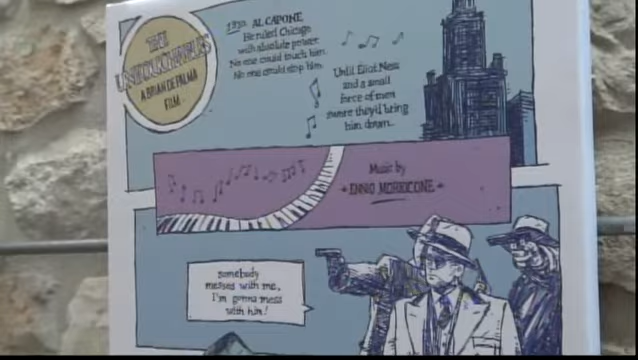 THE
UNTOUCHABLES
A BRIAN DE PALMA
FILM
1930. AL CAPONE
He ruled Chicago
with absolute power.
No one could touch him.
No one could stop him.
Until Eliot Ness
and a small
force of men
swore they'd bring
him down...
Music by
ENNIO MORRICONE
somebody
messes with me,
I'm gonna mess
with him!